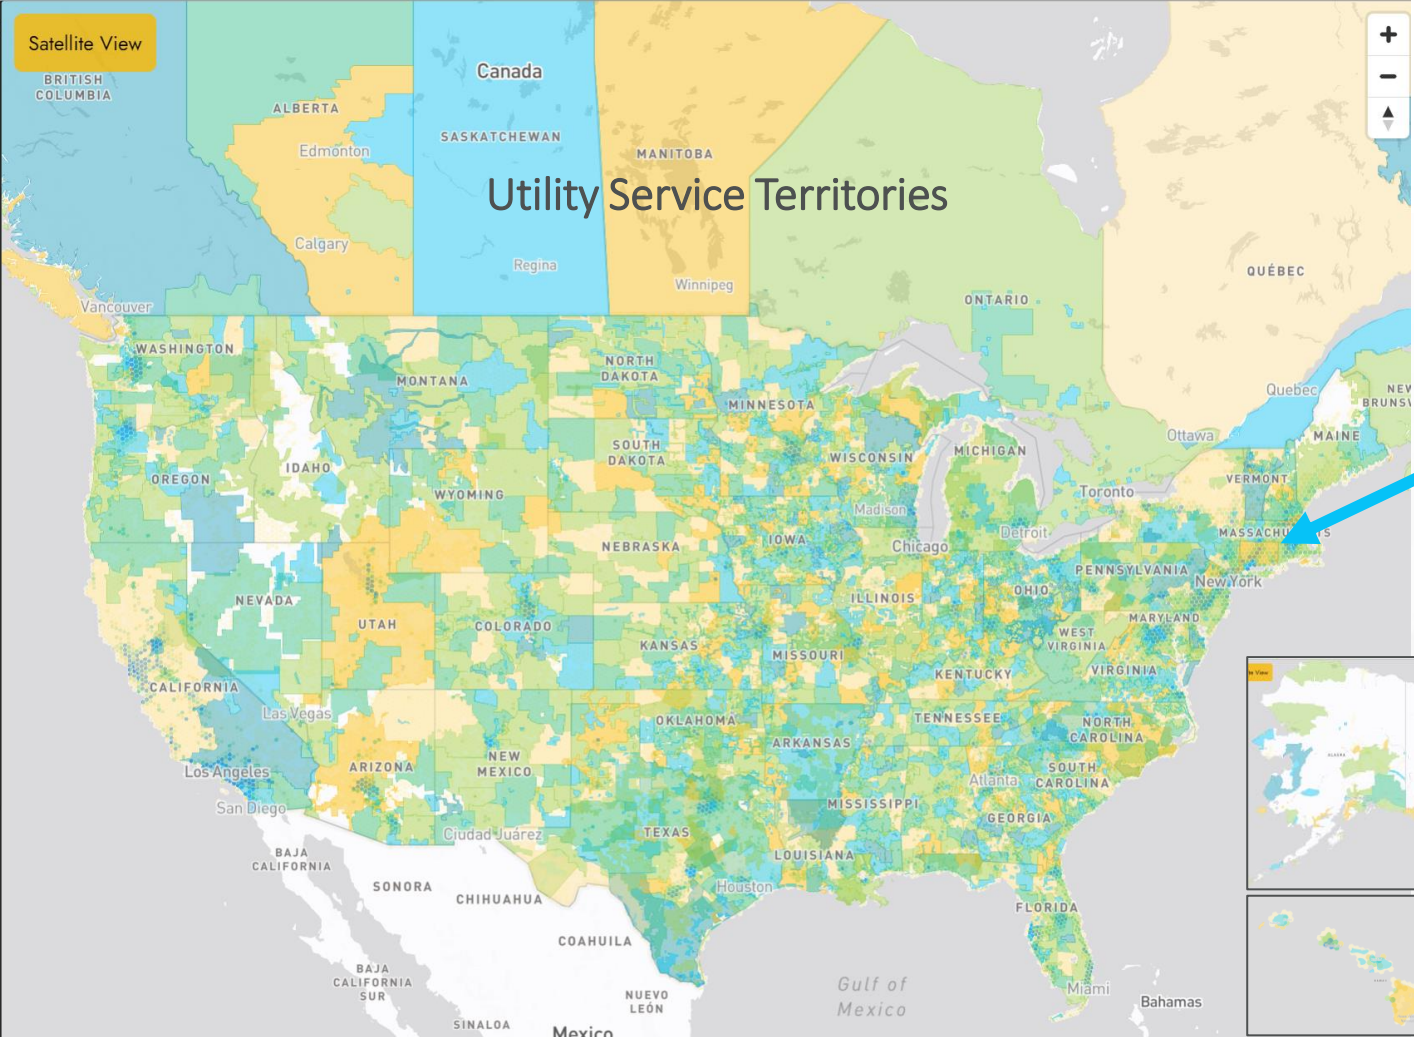 Satellite View
+
−
BRITISH
COLUMBIA
Canada
ALBERTA
SASKATCHEWAN
Edmonton
MANITOBA
Utility Service Territories
Calgary
Regina
Winnipeg
QUÉBEC
Vancouver
ONTARIO
WASHINGTON
NORTH
DAKOTA
MONTANA
Quebec
NEW
BRUNSW
MINNESOTA
Ottawa
MAINE
SOUTH
DAKOTA
WISCONSIN
MICHIGAN
IDAHO
OREGON
VERMONT
WYOMING
Toronto
Madison
Detroit
MASSACHU TS
IOWA
NEBRASKA
Chicago
PENNSYLVANIA
New York
OHIO
NEVADA
ILLINOIS
UTAH
COLORADO
MARYLAND
KANSAS
WEST
VIRGINIA
MISSOURI
VIRGINIA
KENTUCKY
CALIFORNIA
te View
Las Vegas
OKLAHOMA
TENNESSEE
NORTH
CAROLINA
ARKANSAS
NEW
MEXICO
ARIZONA
Los Angeles
SOUTH
CAROLINA
Atlanta
ALASKA
San Diego
MISSISSIPPI
GEORGIA
Ciudad Juárez
TEXAS
BAJA
CALIFORNIA
LOUISIANA
SONORA
CHIHUAHUA
Houston
FLORIDA
COAHUILA
BAJA
CALIFORNIA
SUR
Gulf of
Mexico
Miami
Bahamas
NUEVO
LEÓN
SINALOA
Mexico